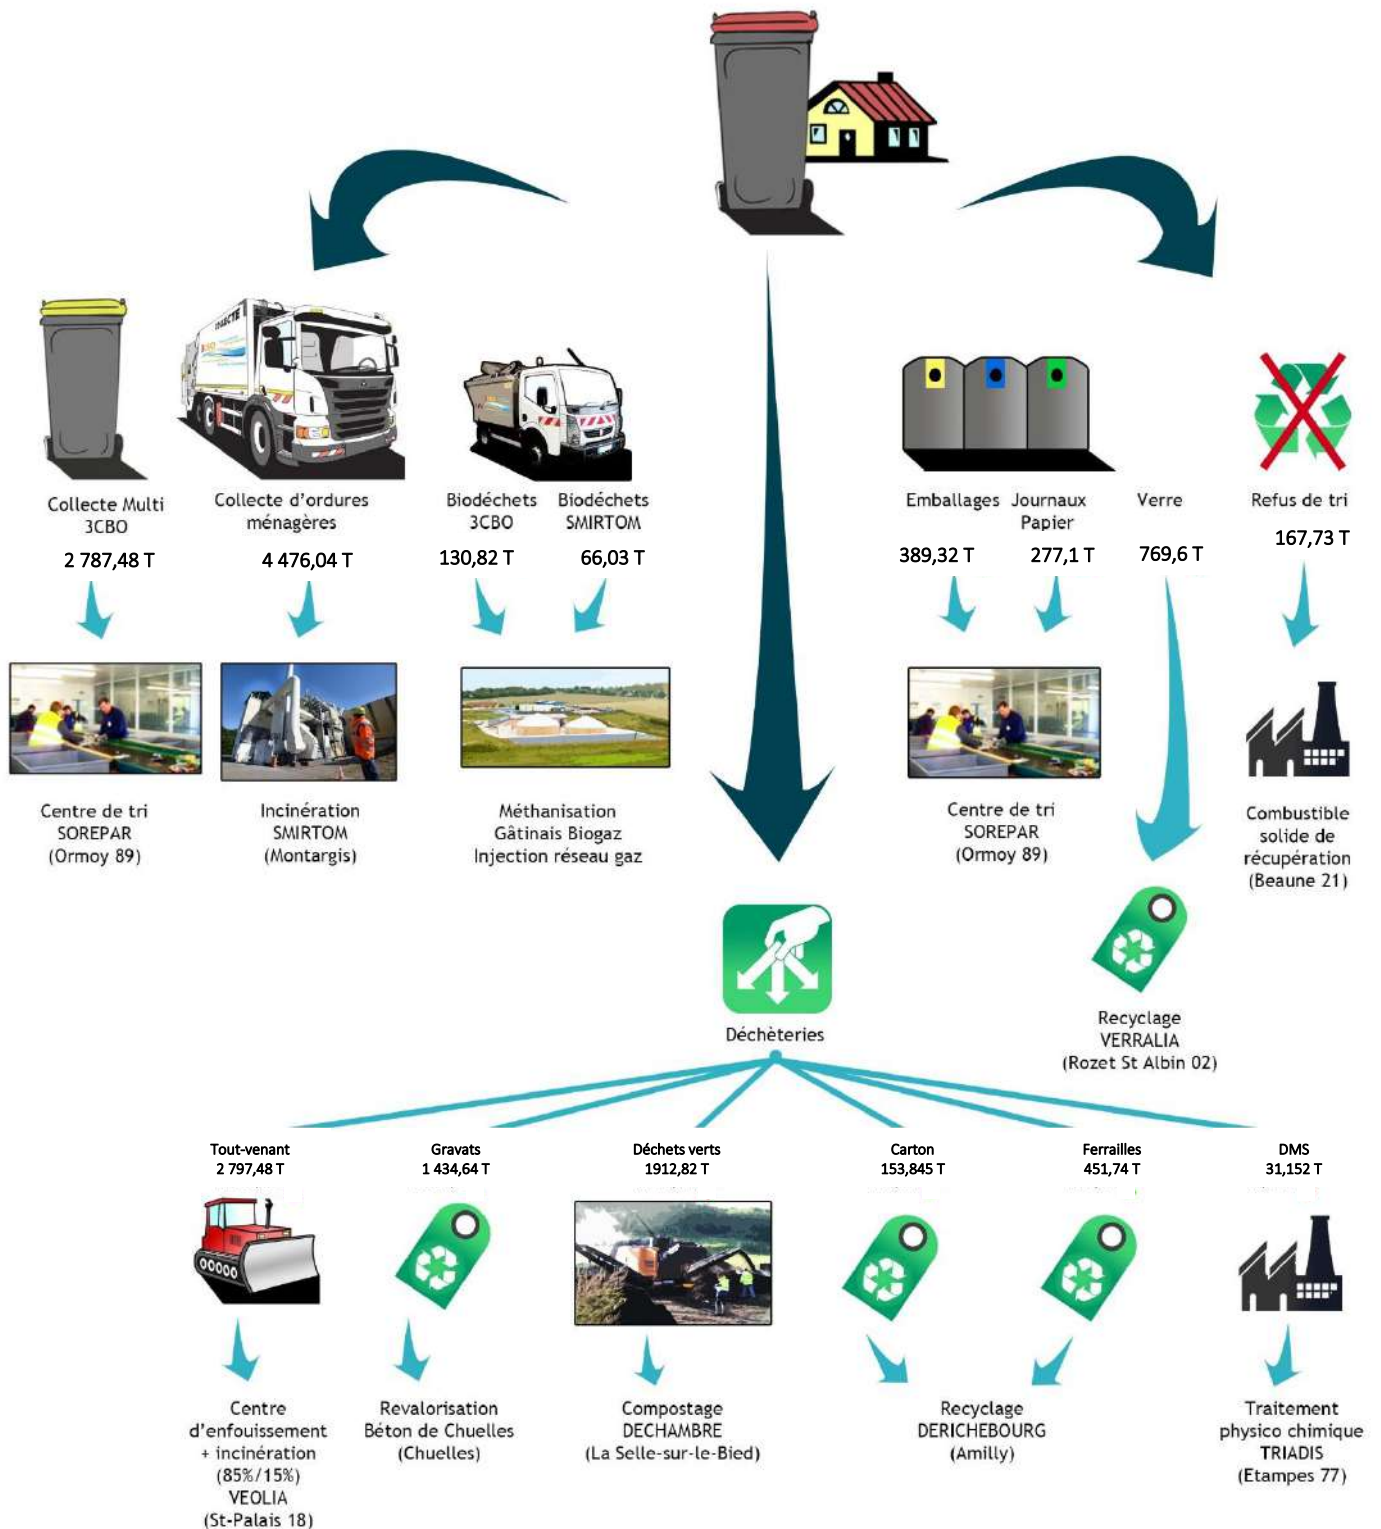 Collecte Multi
3CBO
2 787,48 T
Collecte d'ordures
ménagères
4 476,04 T
Biodéchets
3CBO
130,82 T
Biodéchets
SMIRTOM
66,03 T
Emballages
389,32 T
Journaux
Papier
277,1 T
Verre
769,6 T
Refus de tri
167,73 T
Centre de tri
SOREPAR
(Ormoy 89)
Incinération
SMIRTOM
(Montargis)
Méthanisation
Gâtinais Biogaz
Injection réseau gaz
Centre de tri
SOREPAR
(Ormoy 89)
Combustible
solide de
récupération
(Beaune 21)
Recyclage
VERRALIA
(Rozet St Albin 02)
Déchèteries
Tout-venant
2 797,48 T
Gravats
1 434,64 T
Déchets verts
1912,82 T
Carton
153,845 T
Ferrailles
451,74 T
DMS
31,152 T
Centre
d'enfouissement
+ incinération
(85%/15%)
VEOLIA
(St-Palais 18)
Revalorisation
Béton de Chuelles
(Chuelles)
Compostage
DECHAMBRE
(La Selle-sur-le-Bied)
Recyclage
DERICHEBOURG
(Amilly)
Traitement
physico chimique
TRIADIS
(Etampes 77)